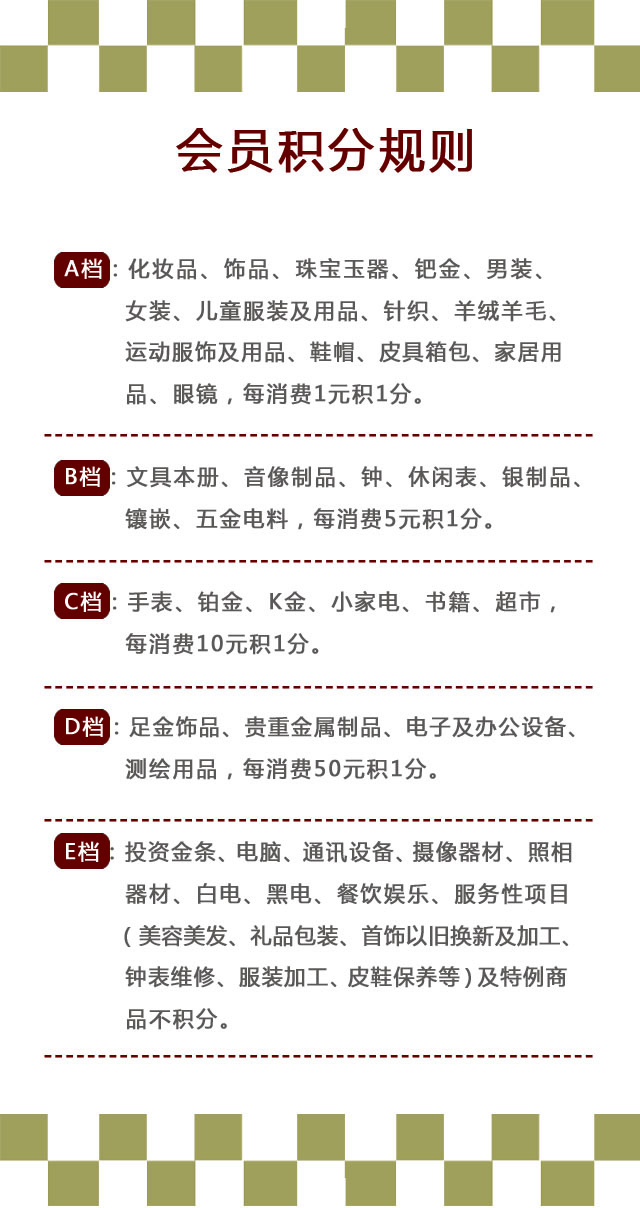 会员积分规则
A档：化妆品、饰品、珠宝玉器、钯金、男装、
女装、儿童服装及用品、针织、羊绒羊毛、
运动服饰及用品、鞋帽、皮具箱包、家居用
品、眼镜，每消费1元积1分。
B档：文具本册、音像制品、钟、休闲表、银制品、
镶嵌、五金电料，每消费5元积1分。
C档：手表、铂金、K金、小家电、书籍、超市，
每消费10元积1分。
D档：足金饰品、贵重金属制品、电子及办公设备、
测绘用品，每消费50元积1分。
E档：投资金条、电脑、通讯设备、摄像器材、照相
器材、白电、黑电、餐饮娱乐、服务性项目
（美容美发、礼品包装、首饰以旧换新及加工、
钟表维修、服装加工、皮鞋保养等）及特例商
品不积分。